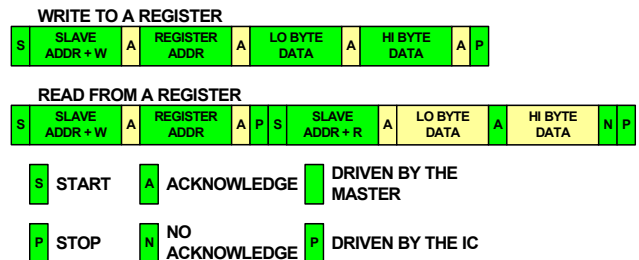 WRITE TO A REGISTER
S SLAVE ADDR + W A REGISTER ADDR A LO BYTE DATA A HI BYTE DATA A P
READ FROM A REGISTER
S SLAVE ADDR + W A REGISTER ADDR A P S SLAVE ADDR + R A LO BYTE DATA A HI BYTE DATA N P
S START A ACKNOWLEDGE DRIVEN BY THE MASTER
P STOP N NO ACKNOWLEDGE P DRIVEN BY THE IC